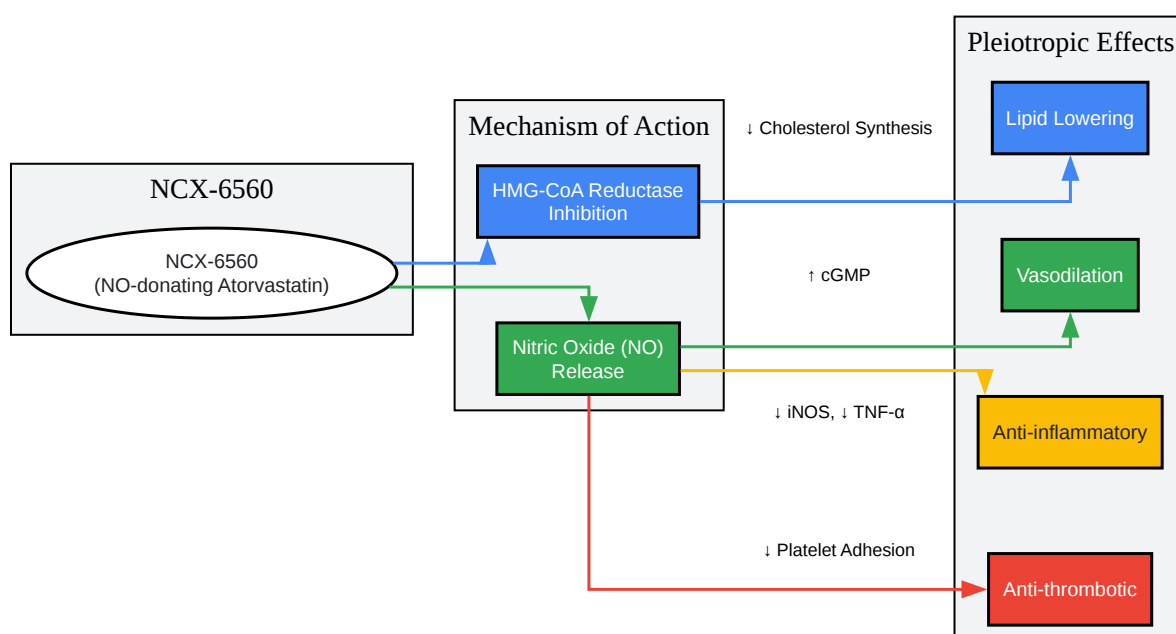 NCX-6560
NCX-6560
(NO-donating Atorvastatin)
Mechanism of Action
HMG-CoA Reductase
Inhibition
Nitric Oxide (NO)
Release
↓ Cholesterol Synthesis
↑ cGMP
↓ iNOS, ↓ TNF-α
↓ Platelet Adhesion
Pleiotropic Effects
Lipid Lowering
Vasodilation
Anti-inflammatory
Anti-thrombotic